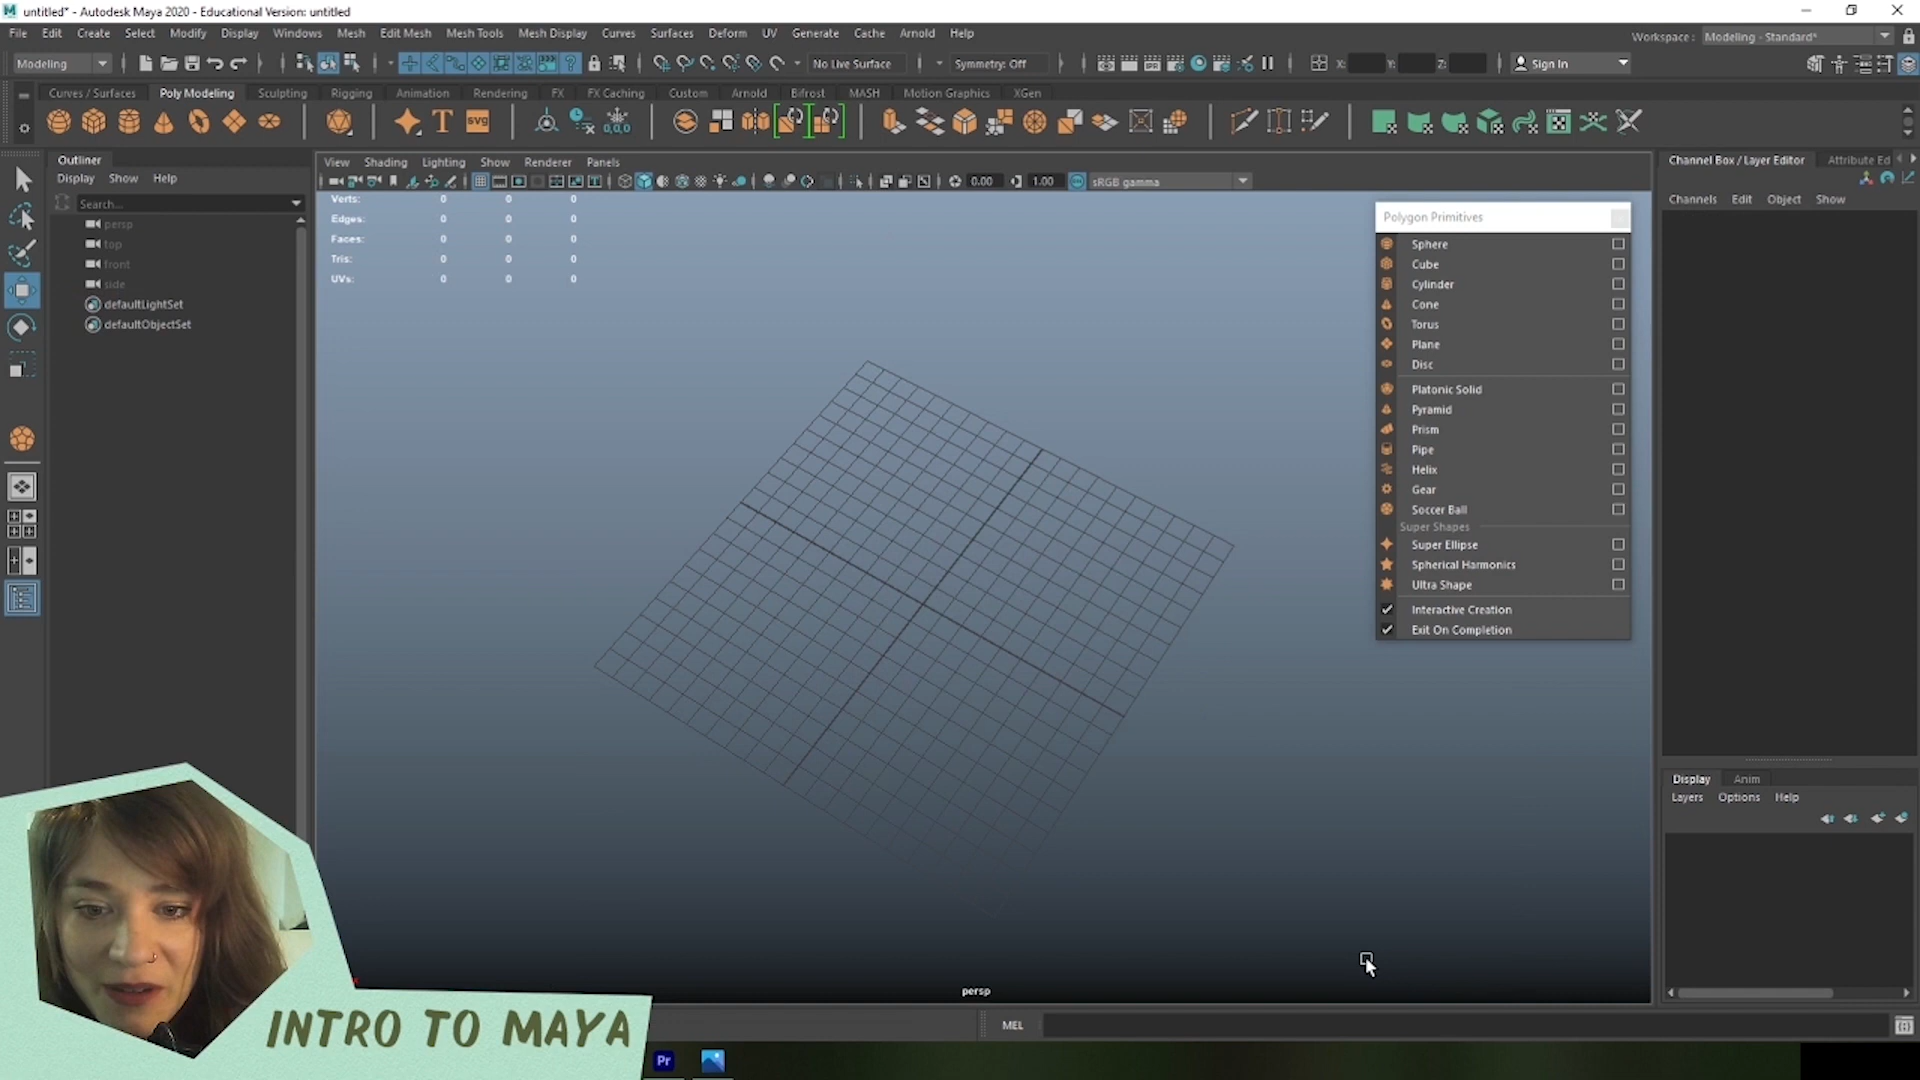 untitled* - Autodesk Maya 2020 - Educational Version: untitled
File Edit Create Select Modify Display Windows Mesh Edit Mesh Mesh Tools Mesh Display Curves Surfaces Deform UV Generate Cache Arnold Help
Workspace : Modeling - Standard*
Modeling
No Live Surface
Symmetry: Off
X: Y: Z:
Sign In
Curves / Surfaces Poly Modeling Sculpting Rigging Animation Rendering FX FX Caching Custom Arnold Bifrost MASH Motion Graphics XGen
T SVG 0,0,0
Outliner
Display Show Help
Search...
persp
top
front
side
defaultLightSet
defaultObjectSet
View Shading Lighting Show Renderer Panels
0.00 1.00 sRGB gamma
Verts: 0 0 0
Edges: 0 0 0
Faces: 0 0 0
Tris: 0 0 0
UVs: 0 0 0
Polygon Primitives
Sphere
Cube
Cylinder
Cone
Torus
Plane
Disc
Platonic Solid
Pyramid
Prism
Pipe
Helix
Gear
Soccer Ball
Super Shapes
Super Ellipse
Spherical Harmonics
Ultra Shape
Interactive Creation
Exit On Completion
Channel Box / Layer Editor Attribute Ed
Channels Edit Object Show
Display Anim
Layers Options Help
persp
MEL
INTRO TO MAYA
Pr